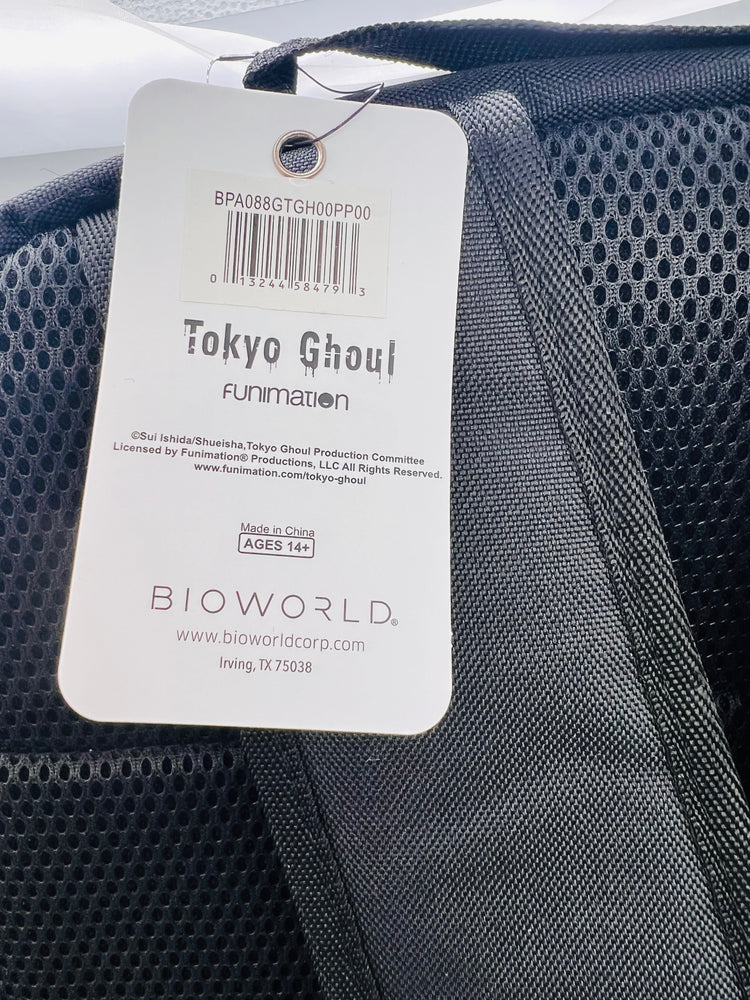 BPA088GTGH00PP00
0 13244 58479 3
Tokyo Ghoul
FUNIMATION
©Sui Ishida/Shueisha,Tokyo Ghoul Production Committee
Licensed by Funimation® Productions, LLC All Rights Reserved.
www.funimation.com/tokyo-ghoul
Made in China
AGES 14+
BIOWORLD®
www.bioworldcorp.com
Irving, TX 75038